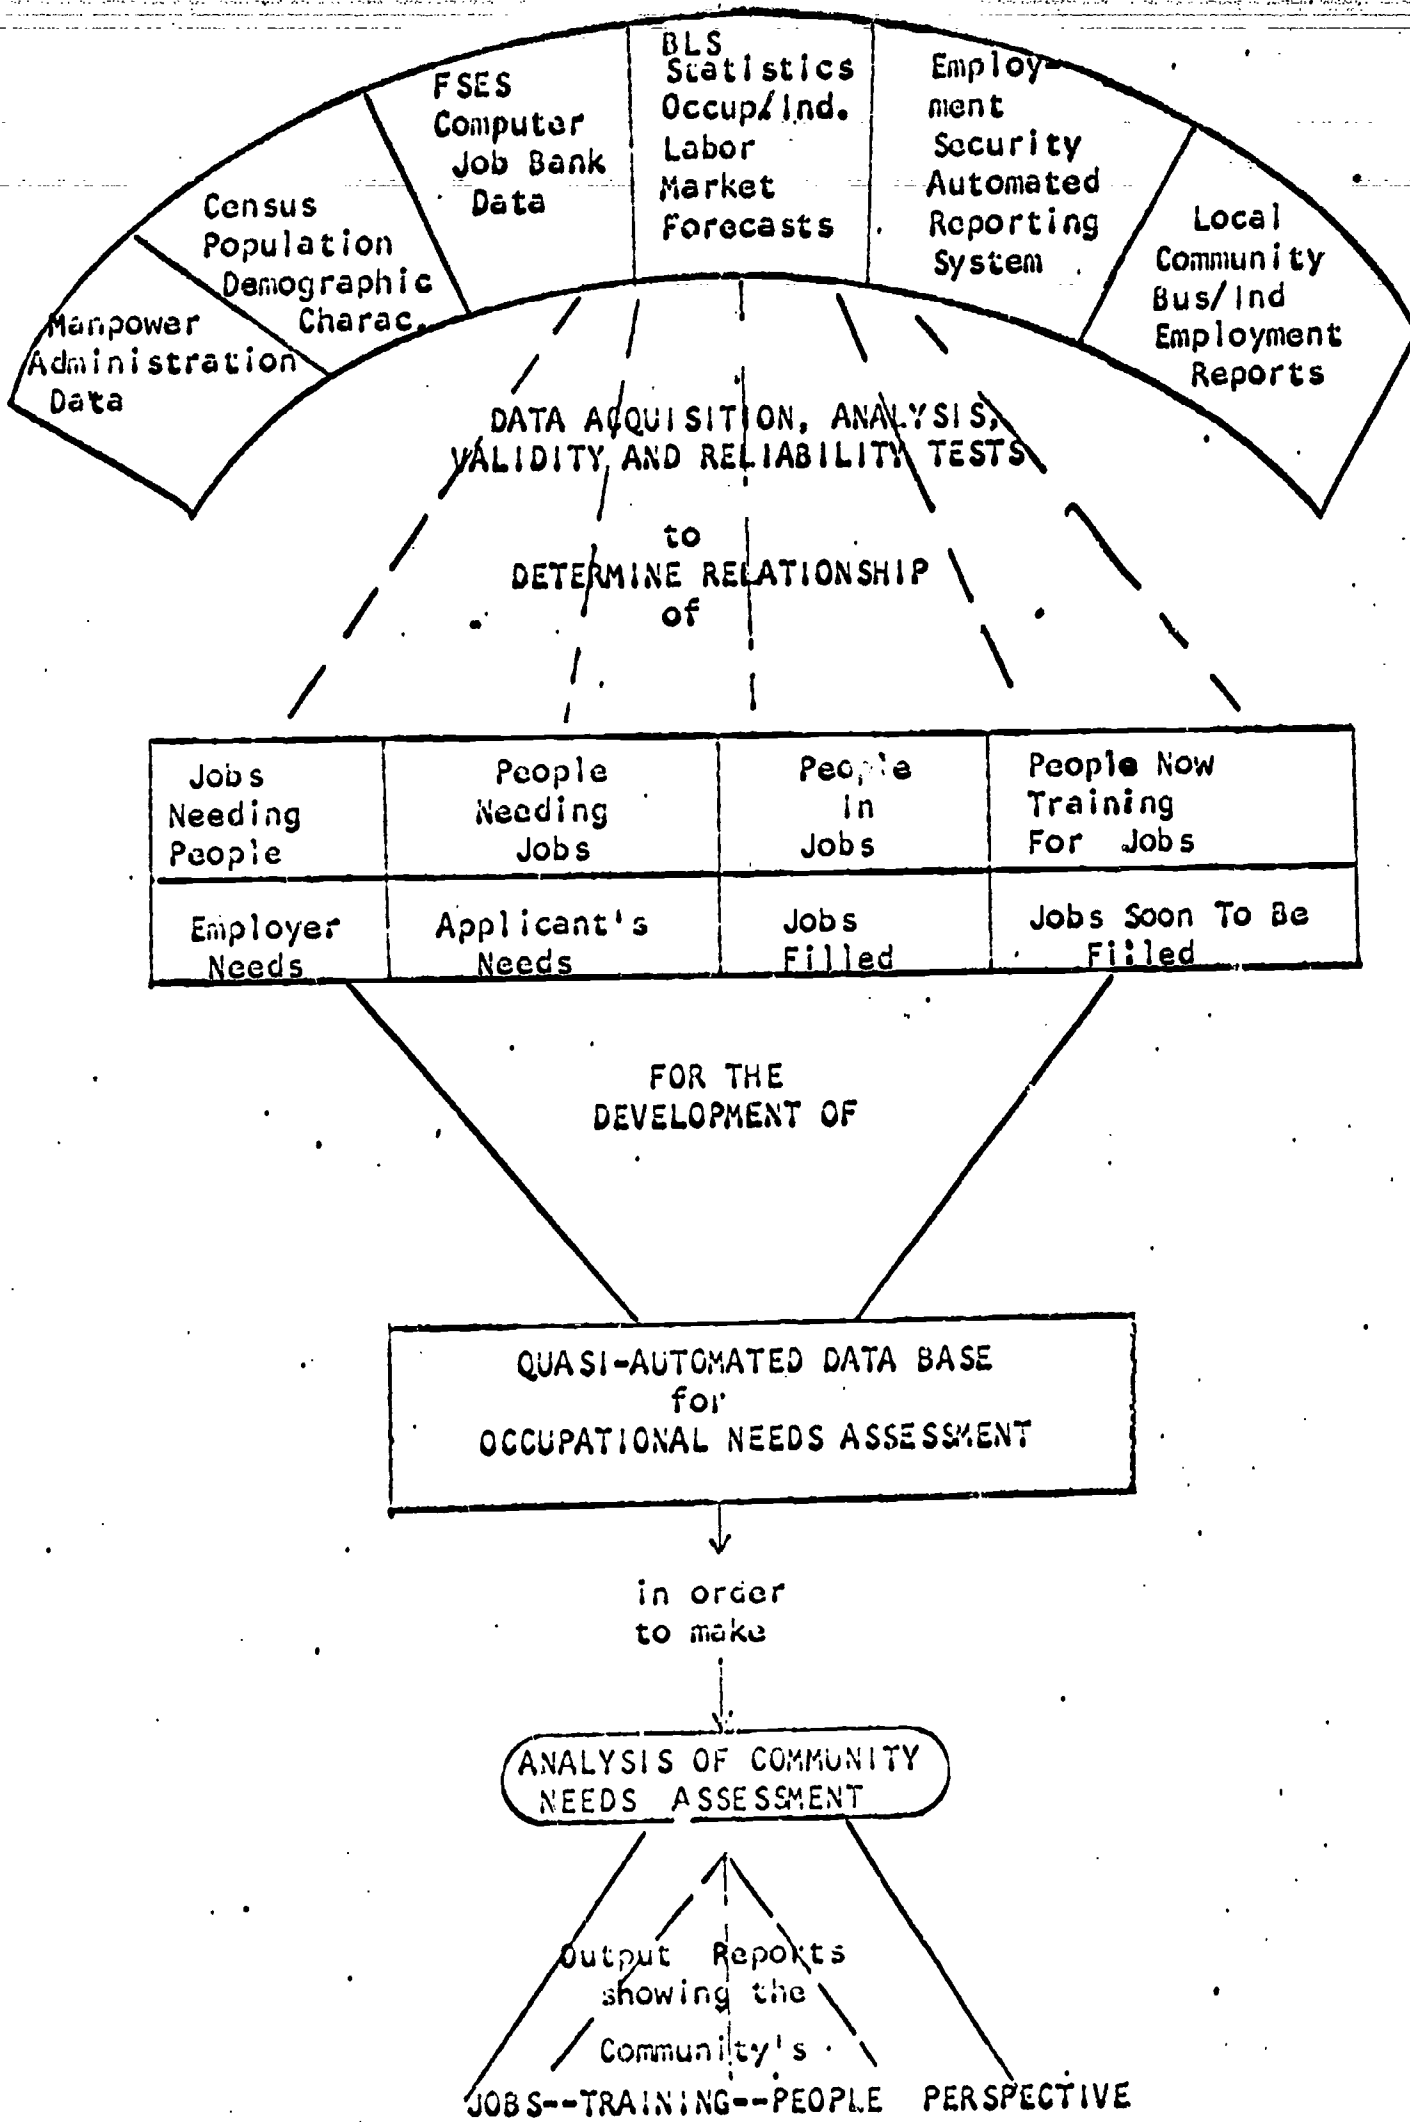 Manpower
Administration
Data
Census
Population
Demographic
Charac.
FSES
Computer
Job Bank
Data
BLS
Statistics
Occup/Ind.
Labor
Market
Forecasts
Employ-
ment
Security
Automated
Reporting
System
Local
Community
Bus/Ind
Employment
Reports
DATA ACQUISITION, ANALYSIS,
VALIDITY AND RELIABILITY TESTS
to
DETERMINE RELATIONSHIP
of
Jobs
Needing
People
People
Needing
Jobs
People
in
Jobs
People Now
Training
For Jobs
Employer
Needs
Applicant's
Needs
Jobs
Filled
Jobs Soon To Be
Filled
FOR THE
DEVELOPMENT OF
QUASI-AUTOMATED DATA BASE
for
OCCUPATIONAL NEEDS ASSESSMENT
in order
to make
ANALYSIS OF COMMUNITY
NEEDS ASSESSMENT
Output Reports
showing the
Community's
JOBS--TRAINING--PEOPLE PERSPECTIVE